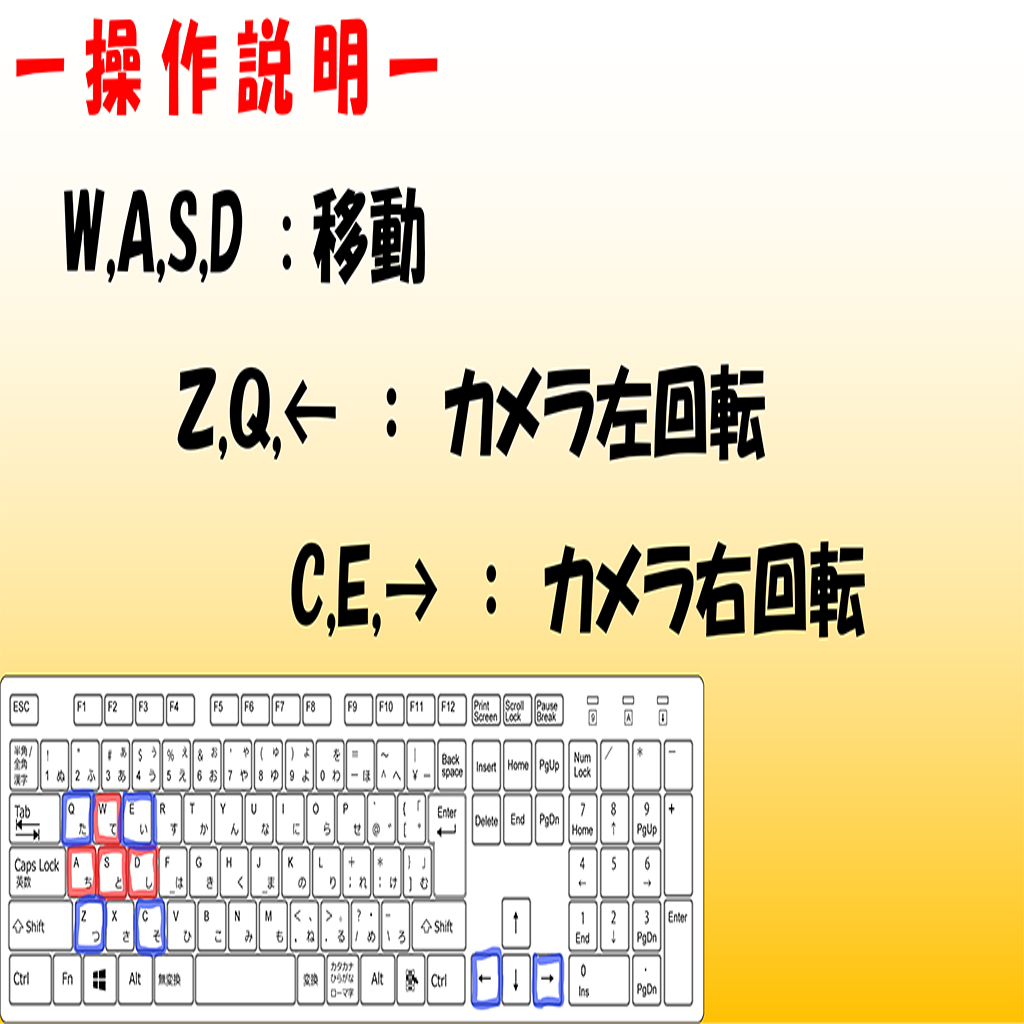 ー操作説明ー
W,A,S,D :移動
Z,Q,← : カメラ左回転
C,E,→ : カメラ右回転
ESC F1 F2 F3 F4 F5 F6 F7 F8 F9 F10 F11 F12 Print Screen Scroll Lock Pause Break 9 A
半角/全角 漢字 ! 1 ぬ " 2 ふ # ぁ 3 あ $ ぅ 4 う % ぇ 5 え & ぉ 6 お ' ゃ 7 や ( ゅ 8 ゆ ) ょ 9 よ を 0 わ = - ほ ~ ^ へ | ¥ ー Back space Insert Home PgUp Num Lock / * -
Tab Q た W て E い R す T か Y ん U な I に O ら P せ ` @ ゛ { 「 [ ゜ Enter Delete End PgDn 7 Home 8 ↑ 9 PgUp +
Caps Lock 英数 A ち S と D し F _は G き H く J _ま K の L り + ; れ * : け } 」 ] む 4 ← 5 6 →
⇧Shift Z つ X さ C そ V ひ B こ N み M も < 、 , ね > 。 . る ? ・ / め _ \ ろ ⇧Shift ↑ 1 End 2 ↓ 3 PgDn Enter
Ctrl Fn Alt 無変換 変換 カタカナ ひらがな ローマ字 Alt Ctrl ← ↓ → 0 Ins . PgDn